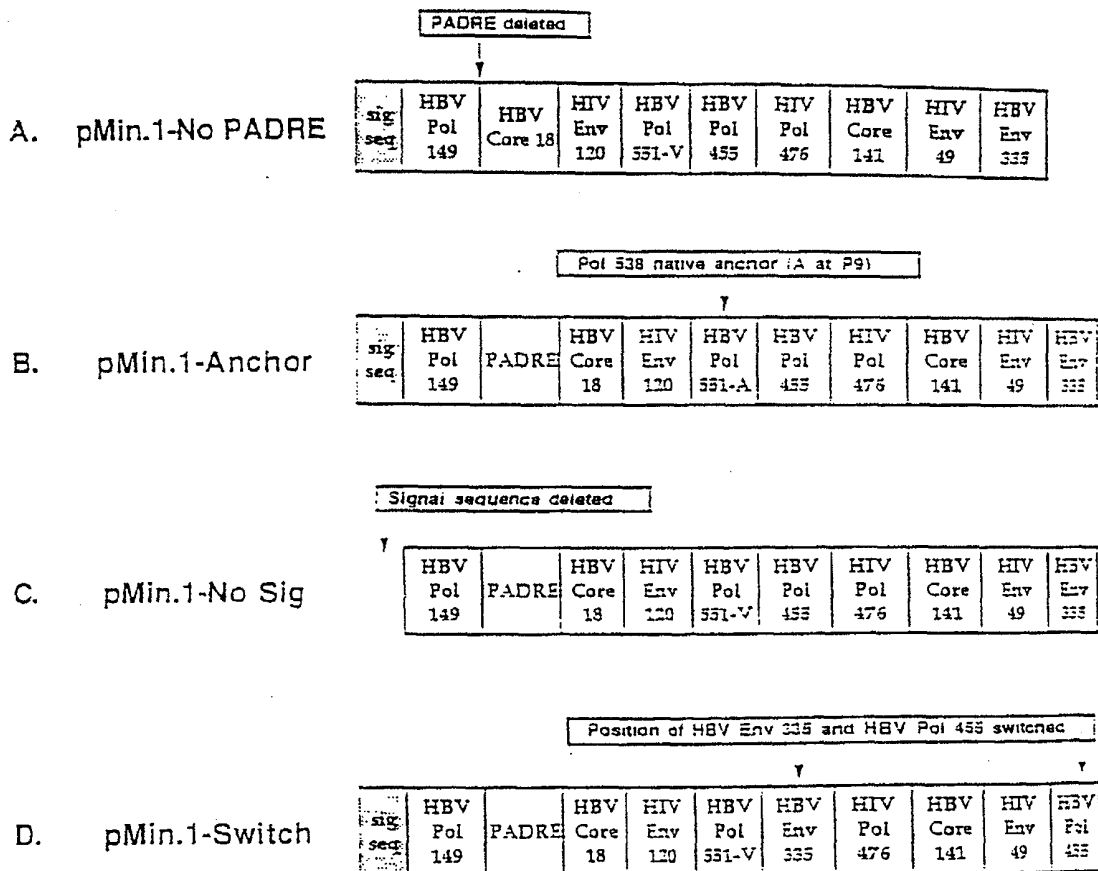 PADRE deleted
A. pMin.1-No PADRE
sig seq
HBV Pol 149
HBV Core 18
HIV Env 120
HBV Pol 551-V
HBV Pol 455
HIV Pol 476
HBV Core 141
HIV Env 49
HBV Env 335
Pol 538 native anchor (A at P9)
B. pMin.1-Anchor
sig seq
HBV Pol 149
PADRE
HBV Core 18
HIV Env 120
HBV Pol 551-A
HBV Pol 455
HIV Pol 476
HBV Core 141
HIV Env 49
HBV Env 335
Signal sequence deleted
C. pMin.1-No Sig
HBV Pol 149
PADRE
HBV Core 18
HIV Env 120
HBV Pol 551-V
HBV Pol 455
HIV Pol 476
HBV Core 141
HIV Env 49
HBV Env 335
Position of HBV Env 335 and HBV Pol 455 switched
D. pMin.1-Switch
sig seq
HBV Pol 149
PADRE
HBV Core 18
HIV Env 120
HBV Pol 551-V
HBV Env 335
HIV Pol 476
HBV Core 141
HIV Env 49
HBV Pol 455